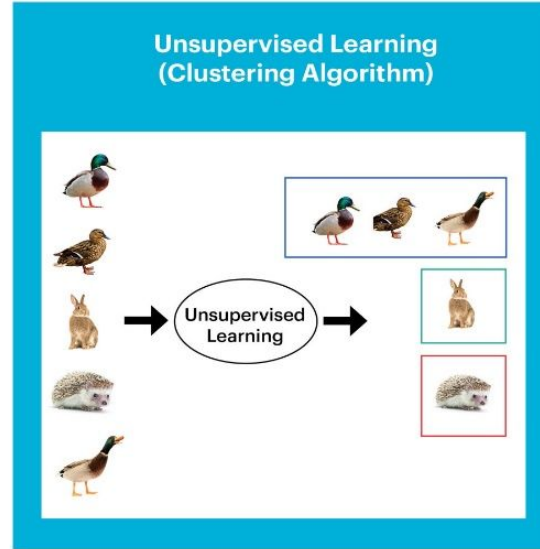 Unsupervised Learning
(Clustering Algorithm)
Unsupervised
Learning